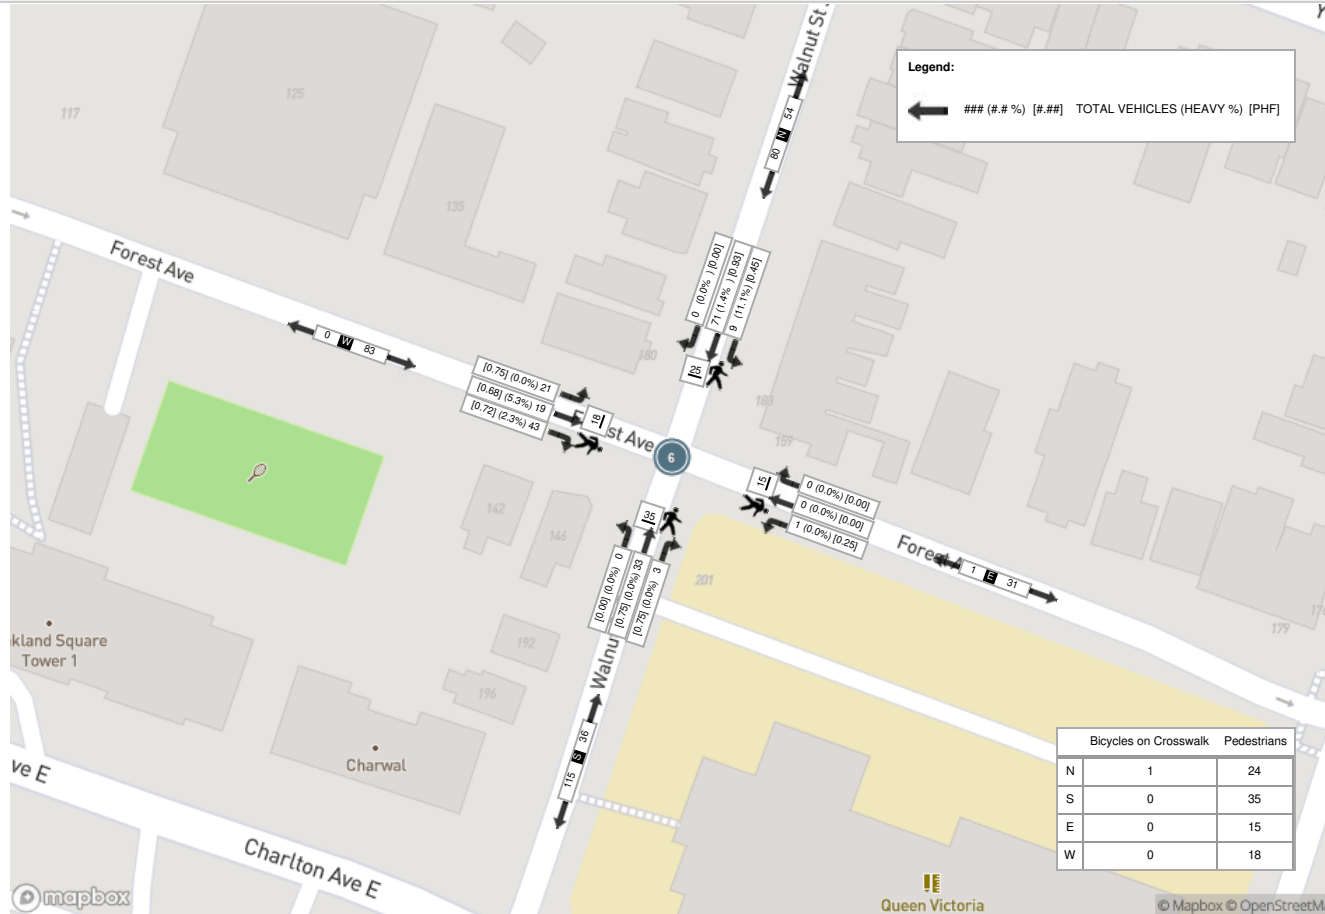 Walnut St
Y
Legend:
### (#.# %) [#.##] TOTAL VEHICLES (HEAVY %) [PHF]
117
125
135
54
N
80
Forest Ave
0 (0.0% ) [0.00]
71 (1.4% ) [0.93]
9 (11.1%) [0.45]
0 W 83
180
25
[0.75] (0.0%) 21
[0.68] (5.3%) 19
[0.72] (2.3%) 43
18
st Ave
6
183
159
15
0 (0.0%) [0.00]
0 (0.0%) [0.00]
1 (0.0%) [0.25]
142
146
35
[0.00] (0.0%) 0
[0.75] (0.0%) 33
[0.75] (0.0%) 3
Forest A
1 E 31
201
179
192
196
Walnu
kland Square
Tower 1
36
S
115
Charwal
ve E
Charlton Ave E
Bicycles on Crosswalk Pedestrians
N 1 24
S 0 35
E 0 15
W 0 18
Queen Victoria
mapbox
© Mapbox © OpenStreetM